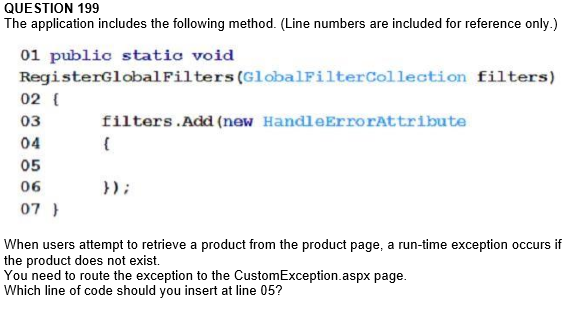 QUESTION 199
The application includes the following method. (Line numbers are included for reference only.)
01 public static void
RegisterGlobalFilters(GlobalFilterCollection filters)
02 {
03 filters.Add(new HandleErrorAttribute
04 {
05
06 });
07 }
When users attempt to retrieve a product from the product page, a run-time exception occurs if
the product does not exist.
You need to route the exception to the CustomException.aspx page.
Which line of code should you insert at line 05?